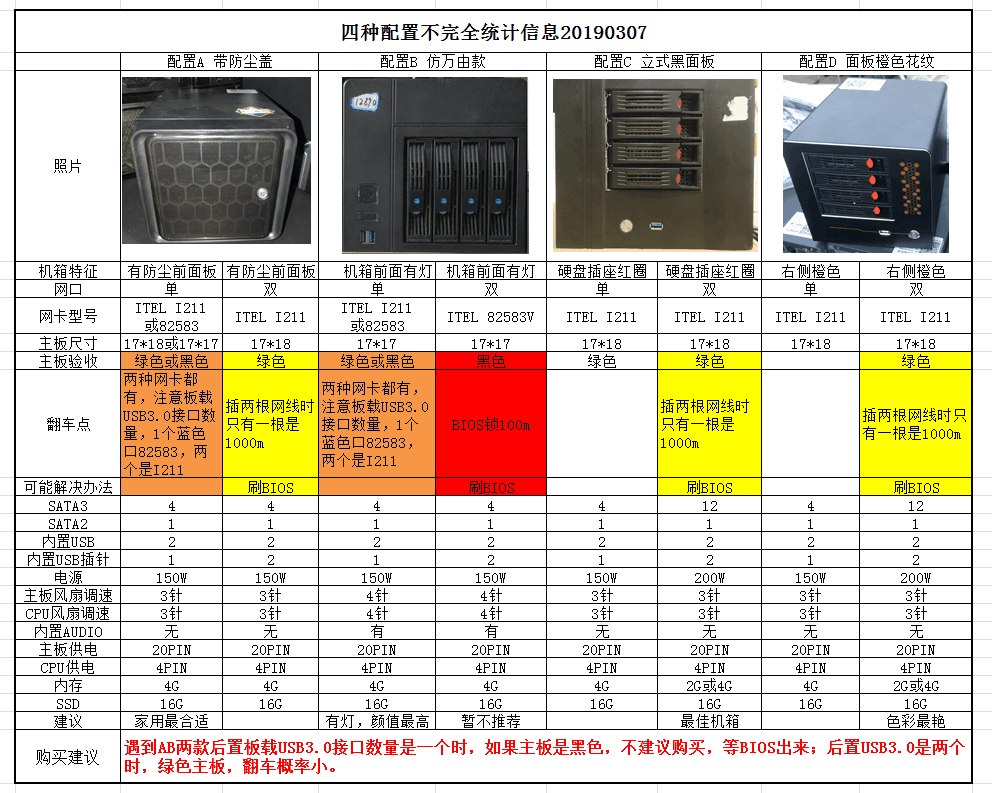 四种配置不完全统计信息20190307
配置A 带防尘盖 配置B 仿万由款 配置C 立式黑面板 配置D 面板橙色花纹
照片
12890
机箱特征 有防尘前面板 有防尘前面板 机箱前面有灯 机箱前面有灯 硬盘插座红圈 硬盘插座红圈 右侧橙色 右侧橙色
网口 单 双 单 双 单 双 单 双
网卡型号 ITEL I211或82583 ITEL I211 ITEL I211或82583 ITEL 82583V ITEL I211 ITEL I211 ITEL I211 ITEL I211
主板尺寸 17*18或17*17 17*18 17*17 17*17 17*18 17*18 17*18 17*18
主板验收 绿色或黑色 绿色 绿色或黑色 黑色 绿色 绿色 绿色
翻车点
两种网卡都
有，注意板载
USB3.0接口数
量，1个蓝色
口82583，两
个是I211
插两根网线时
只有一根是
1000m
两种网卡都有，
注意板载USB3.0
接口数量，1个
蓝色口82583，
两个是I211
BIOS锁100m
插两根网线时
只有一根是
1000m
插两根网线时只
有一根是1000m
可能解决办法 刷BIOS 刷BIOS 刷BIOS 刷BIOS
SATA3 4 4 4 4 4 12 4 12
SATA2 1 1 1 1 1 1 1 1
内置USB 2 2 2 2 2 2 2 2
内置USB插针 1 2 1 2 1 2 1 2
电源 150W 150W 150W 150W 150W 200W 150W 200W
主板风扇调速 3针 3针 4针 4针 3针 3针 3针 3针
CPU风扇调速 3针 3针 4针 4针 3针 3针 3针 3针
内置AUDIO 无 无 有 有 无 无 无 无
主板供电 20PIN 20PIN 20PIN 20PIN 20PIN 20PIN 20PIN 20PIN
CPU供电 4PIN 4PIN 4PIN 4PIN 4PIN 4PIN 4PIN 4PIN
内存 4G 4G 4G 4G 4G 2G或4G 4G 2G或4G
SSD 16G 16G 16G 16G 16G 16G 16G 16G
建议 家用最合适 有灯，颜值最高 暂不推荐 最佳机箱 色彩最艳
购买建议
遇到AB两款后置板载USB3.0接口数量是一个时，如果主板是黑色，不建议购买，等BIOS出来；后置USB3.0是两个
时，绿色主板，翻车概率小。